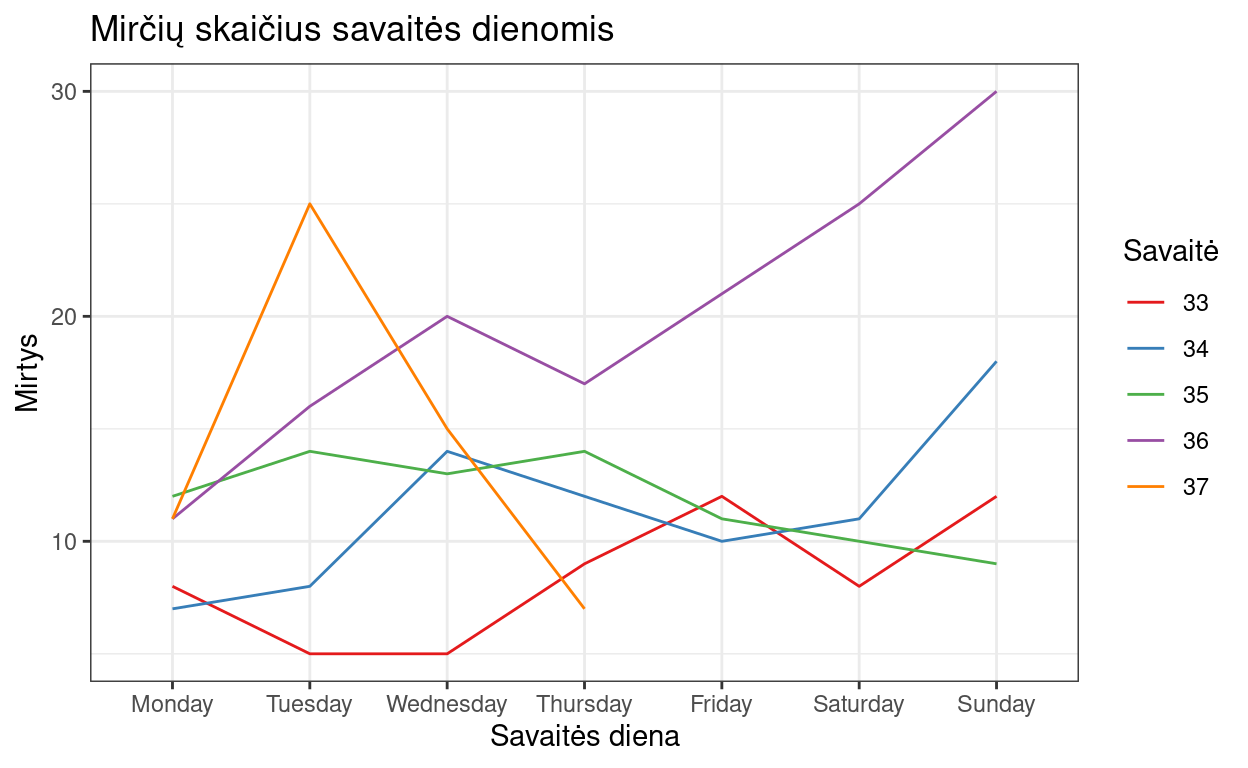 Mirčių skaičius savaitės dienomis
Mirtys
30
20
10
Monday Tuesday Wednesday Thursday Friday Saturday Sunday
Savaitės diena
Savaitė
33
34
35
36
37